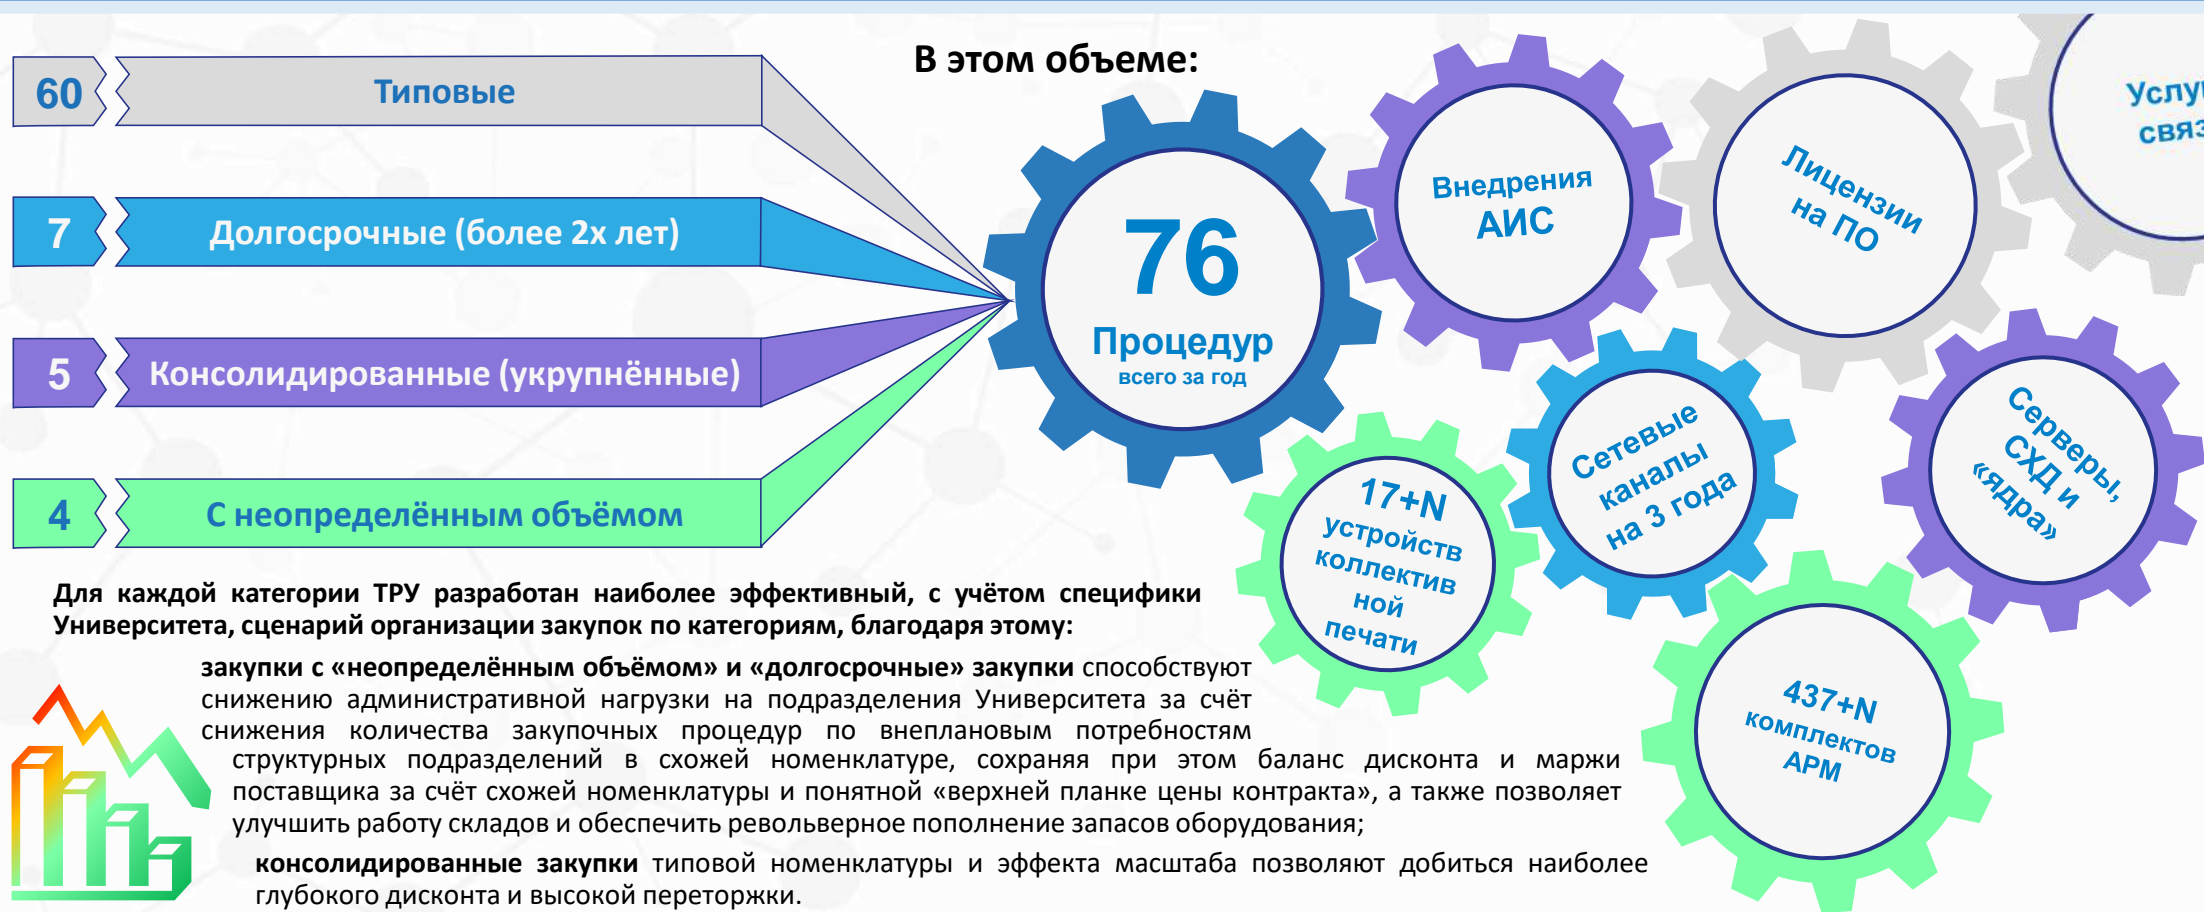 60
Типовые
7
Долгосрочные (более 2х лет)
5
Консолидированные (укрупнённые)
4
С неопределённым объёмом
В этом объеме:
76
Процедур
всего за год
Внедрения
АИС
Лицензии
на ПО
17+N
устройств
коллектив
ной
печати
Сетевые
каналы
на 3 года
Серверы,
СХД и
«ядра»
437+N
комплектов
АРМ
Для каждой категории ТРУ разработан наиболее эффективный, с учётом специфики
Университета, сценарий организации закупок по категориям, благодаря этому:
закупки с «неопределённым объёмом» и «долгосрочные» закупки способствуют
снижению административной нагрузки на подразделения Университета за счёт
снижения количества закупочных процедур по внеплановым потребностям
структурных подразделений в схожей номенклатуре, сохраняя при этом баланс дисконта и маржи
поставщика за счёт схожей номенклатуры и понятной «верхней планке цены контракта», а также позволяет
улучшить работу складов и обеспечить револьверное пополнение запасов оборудования;
консолидированные закупки типовой номенклатуры и эффекта масштаба позволяют добиться наиболее
глубокого дисконта и высокой переторжки.